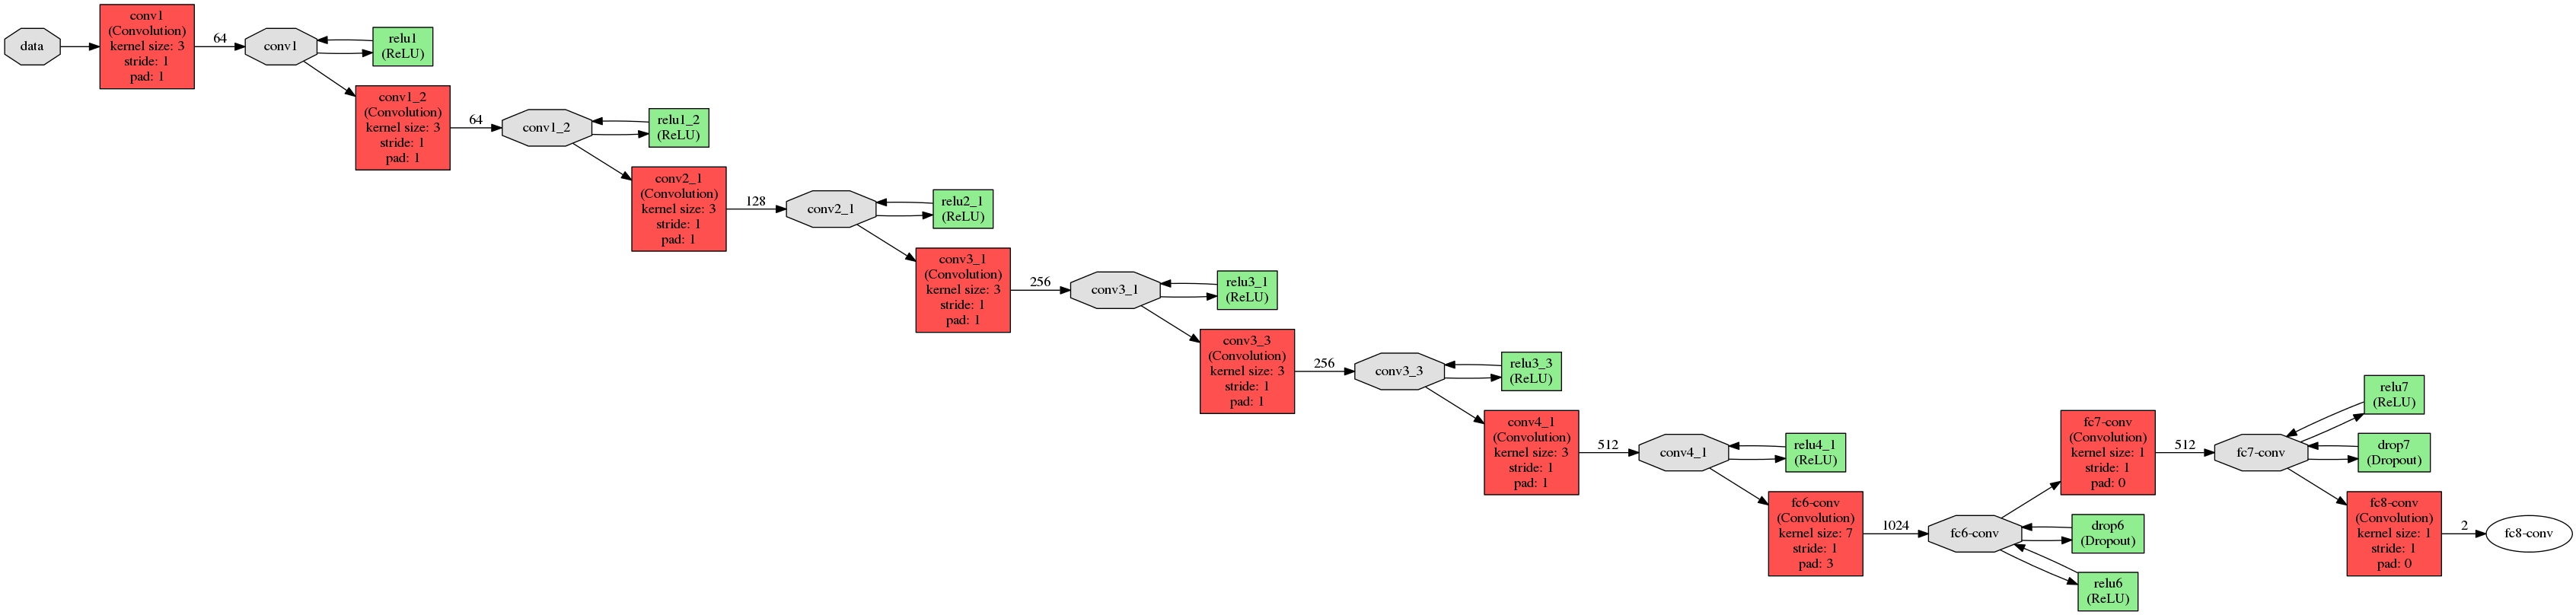 data
conv1
(Convolution)
kernel size: 3
stride: 1
pad: 1
64
conv1
relu1
(ReLU)
conv1_2
(Convolution)
kernel size: 3
stride: 1
pad: 1
64
conv1_2
relu1_2
(ReLU)
conv2_1
(Convolution)
kernel size: 3
stride: 1
pad: 1
128
conv2_1
relu2_1
(ReLU)
conv3_1
(Convolution)
kernel size: 3
stride: 1
pad: 1
256
conv3_1
relu3_1
(ReLU)
conv3_3
(Convolution)
kernel size: 3
stride: 1
pad: 1
256
conv3_3
relu3_3
(ReLU)
conv4_1
(Convolution)
kernel size: 3
stride: 1
pad: 1
512
conv4_1
relu4_1
(ReLU)
fc6-conv
(Convolution)
kernel size: 7
stride: 1
pad: 3
1024
fc6-conv
drop6
(Dropout)
relu6
(ReLU)
fc7-conv
(Convolution)
kernel size: 1
stride: 1
pad: 0
512
fc7-conv
relu7
(ReLU)
drop7
(Dropout)
fc8-conv
(Convolution)
kernel size: 1
stride: 1
pad: 0
2
fc8-conv